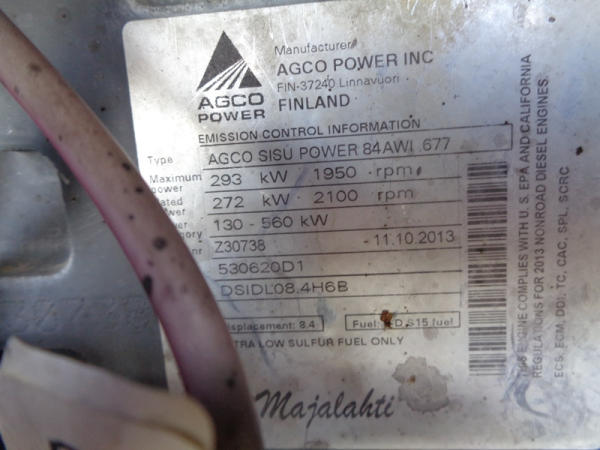 Manufacturer
AGCO POWER INC
FIN-37240 Linnavuori
FINLAND
AGCO
POWER
EMISSION CONTROL INFORMATION
Type AGCO SISU POWER 84AWI .677
Maximum power 293 kW 1950 rpm
272 kW 2100 rpm
130-560 kW
Z30738 -11.10.2013
530620D1
DSIDL08.4H6B
displacement: 8.4 Fuel: fuel
LOW SULFUR FUEL ONLY
Majalahti
THIS ENGINE COMPLIES WITH U.S. EPA AND CALIFORNIA
REGULATIONS FOR 2013 NONROAD DIESEL ENGINES.
ECS, ECM, DDI, TC, CAC, SPL, SCRC